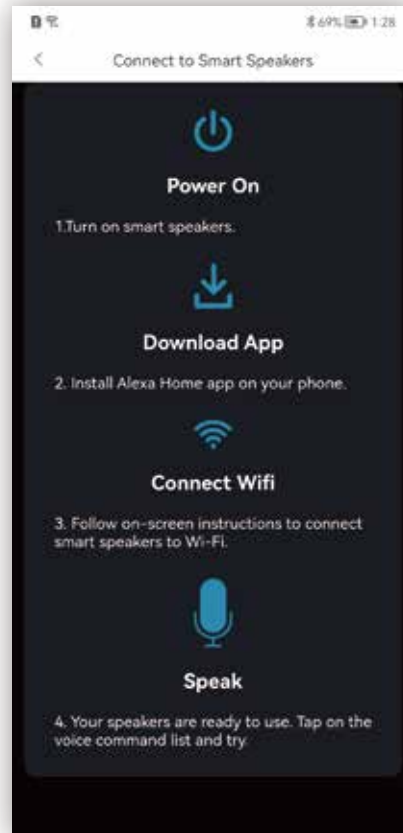 69% 1:28
Connect to Smart Speakers
Power On
1.Turn on smart speakers.
Download App
2. Install Alexa Home app on your phone.
Connect Wifi
3. Follow on-screen instructions to connect
smart speakers to Wi-Fi.
Speak
4. Your speakers are ready to use. Tap on the
voice command list and try.